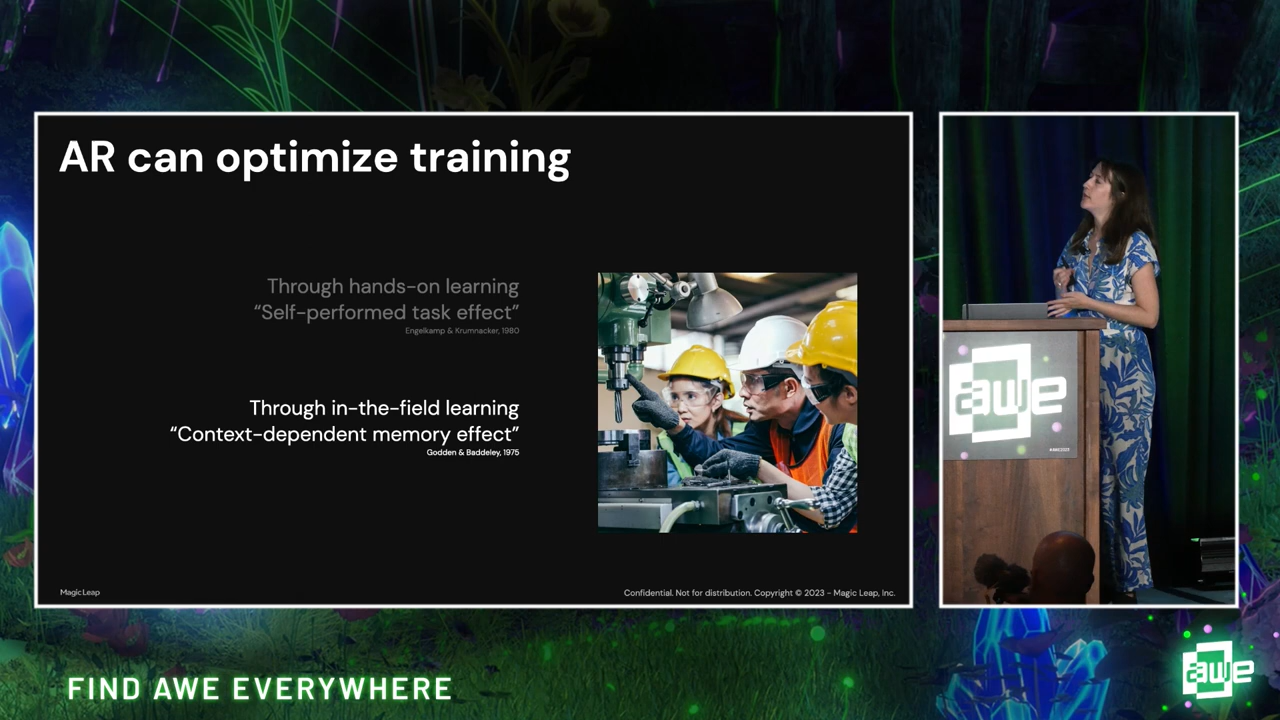 AR can optimize training
Through hands-on learning
“Self-performed task effect”
Engelkamp & Krumnacker, 1980
Through in-the-field learning
“Context-dependent memory effect”
Godden & Baddeley, 1975
Magic Leap
Confidential. Not for distribution. Copyright © 2023 - Magic Leap, Inc.
awe
#AWE2023
FIND AWE EVERYWHERE
awe